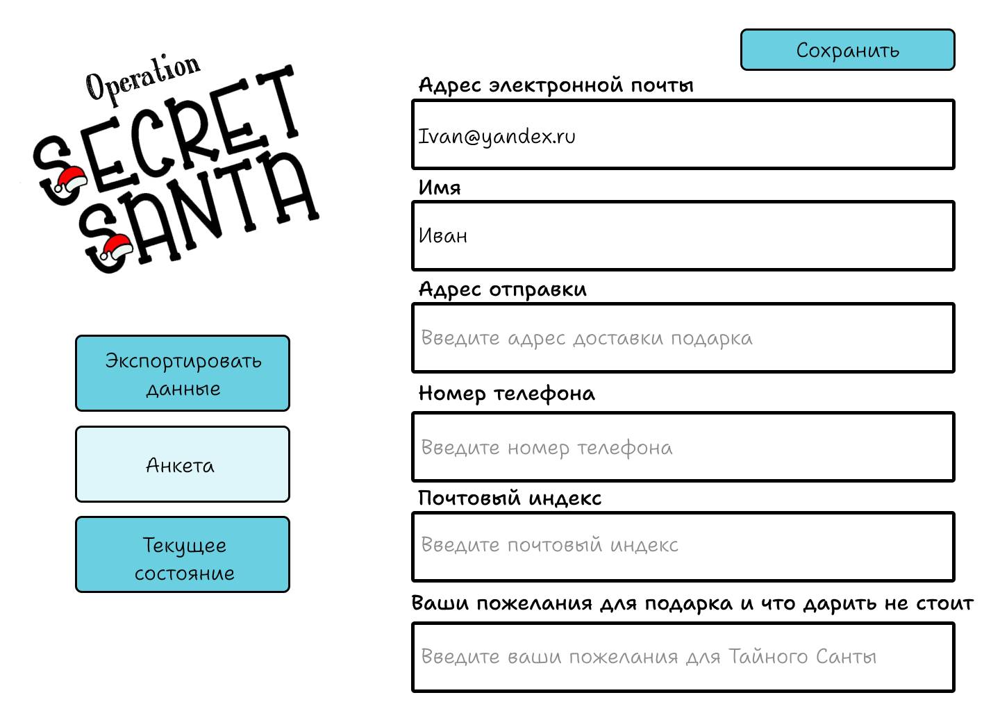 Operation
SECRET
SANTA
Экспортировать
данные
Анкета
Текущее
состояние
Сохранить
Адрес электронной почты
Ivan@yandex.ru
Имя
Иван
Адрес отправки
Введите адрес доставки подарка
Номер телефона
Введите номер телефона
Почтовый индекс
Введите почтовый индекс
Ваши пожелания для подарка и что дарить не стоит
Введите ваши пожелания для Тайного Санты